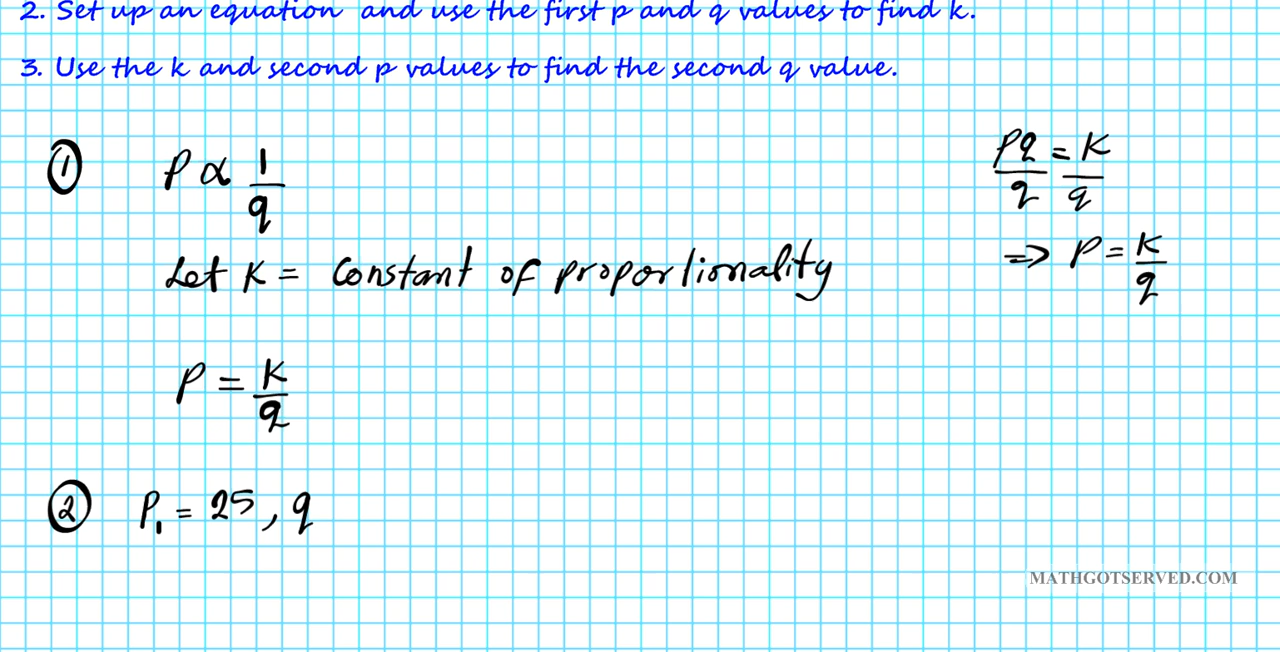 2. Set up an equation and use the first p and q values to find k.
3. Use the k and second p values to find the second q value.
① P ∝ 1/q
Let K = Constant of proportionality
P = K/q
② P₁ = 25, q
Pq/q = K/q
⇒ P = K/q
MATHGOTSERVED.COM